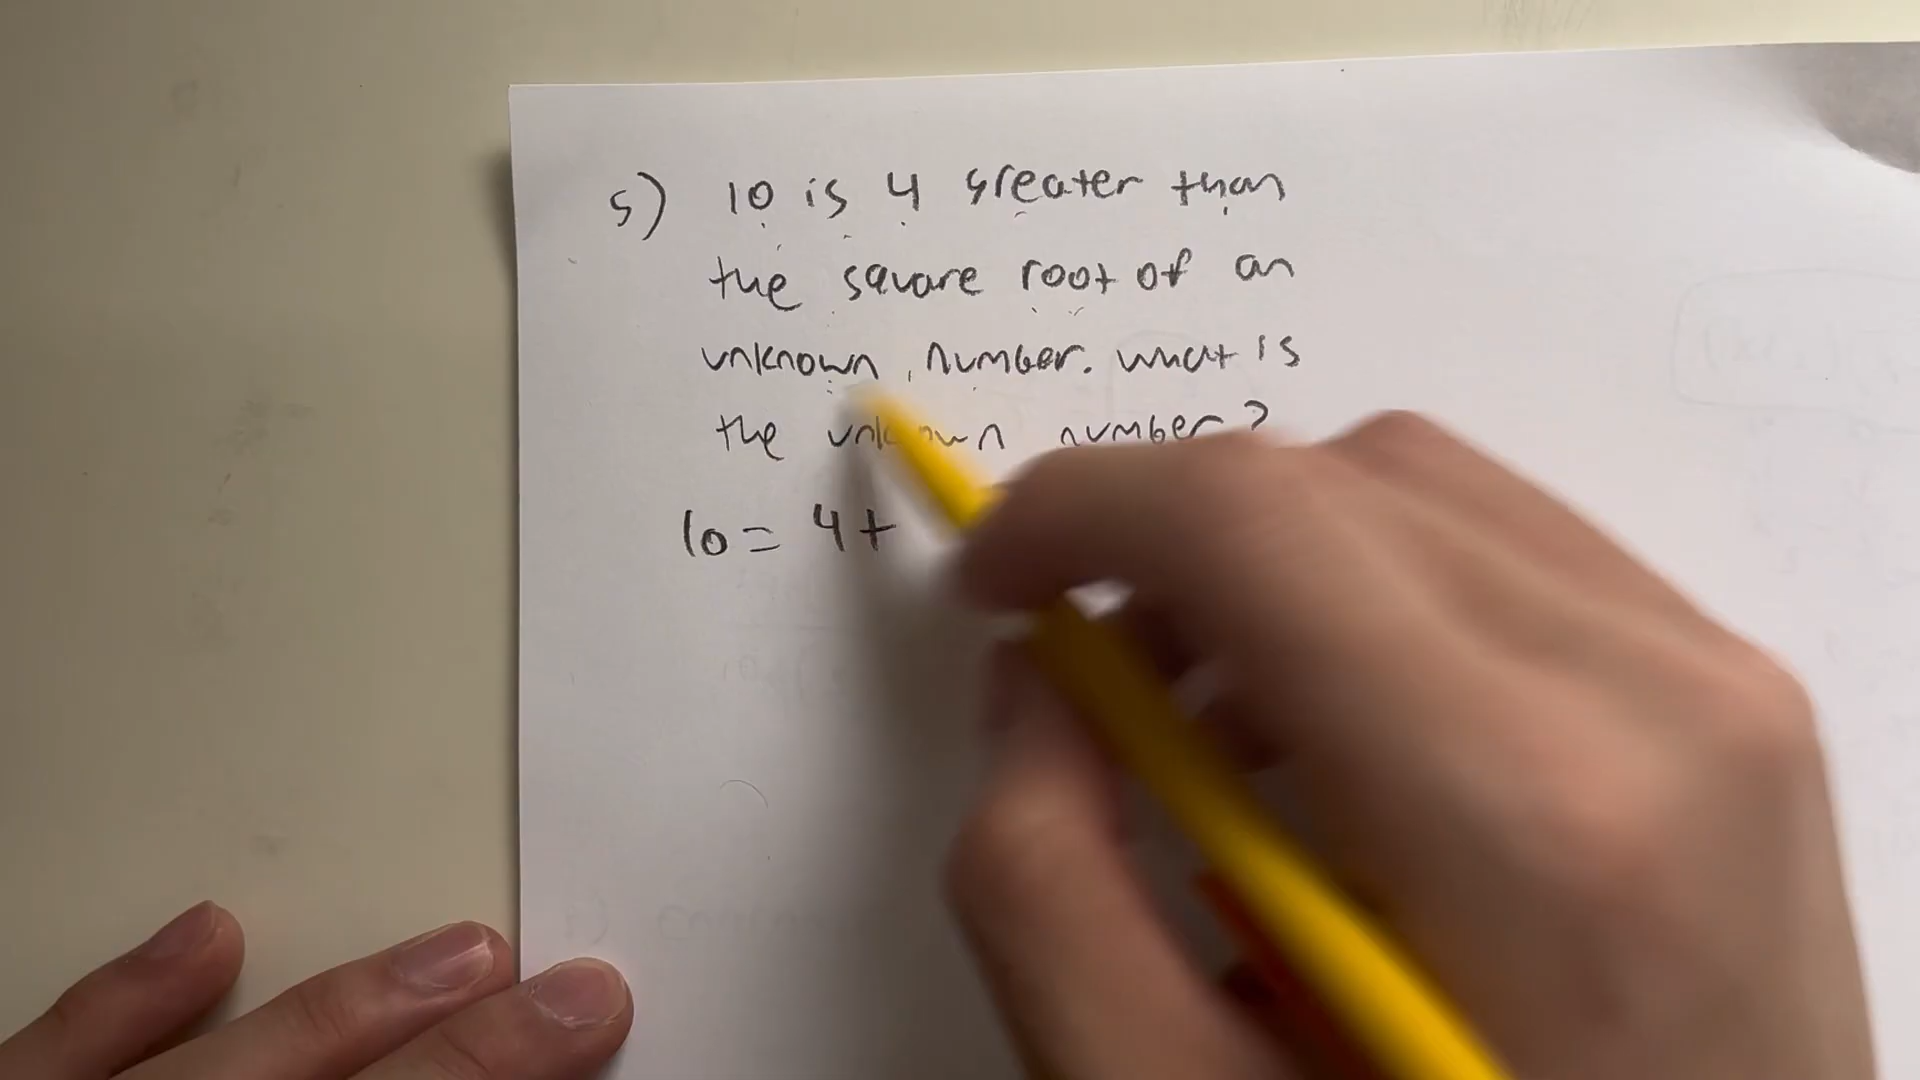 5) 10 is 4 greater than
the square root of an
unknown number. what is
the unknown number?
10 = 4 +